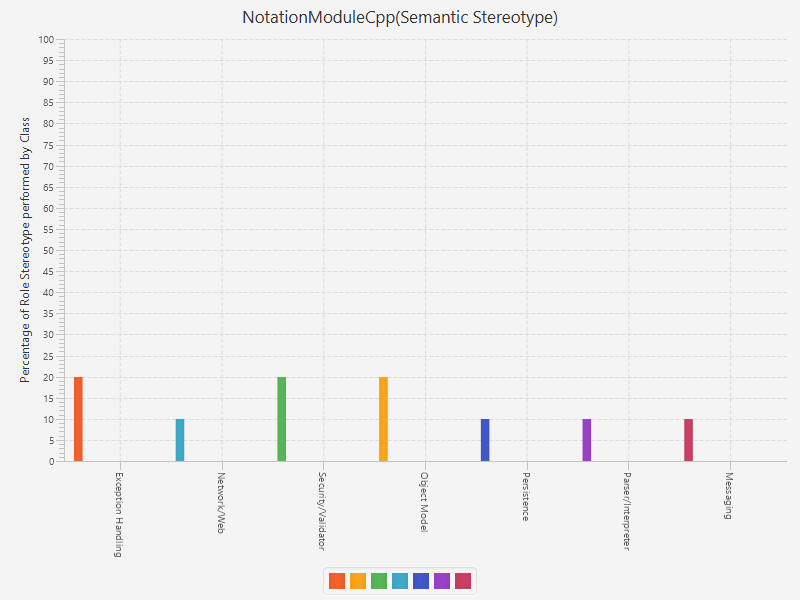 NotationModuleCpp(Semantic Stereotype)
Percentage of Role Stereotype performed by Class
100
95
90
85
80
75
70
65
60
55
50
45
40
35
30
25
20
15
10
5
0
Exception Handling
Network/Web
Security/Validator
Object Model
Persistence
Parser/Interpreter
Messaging